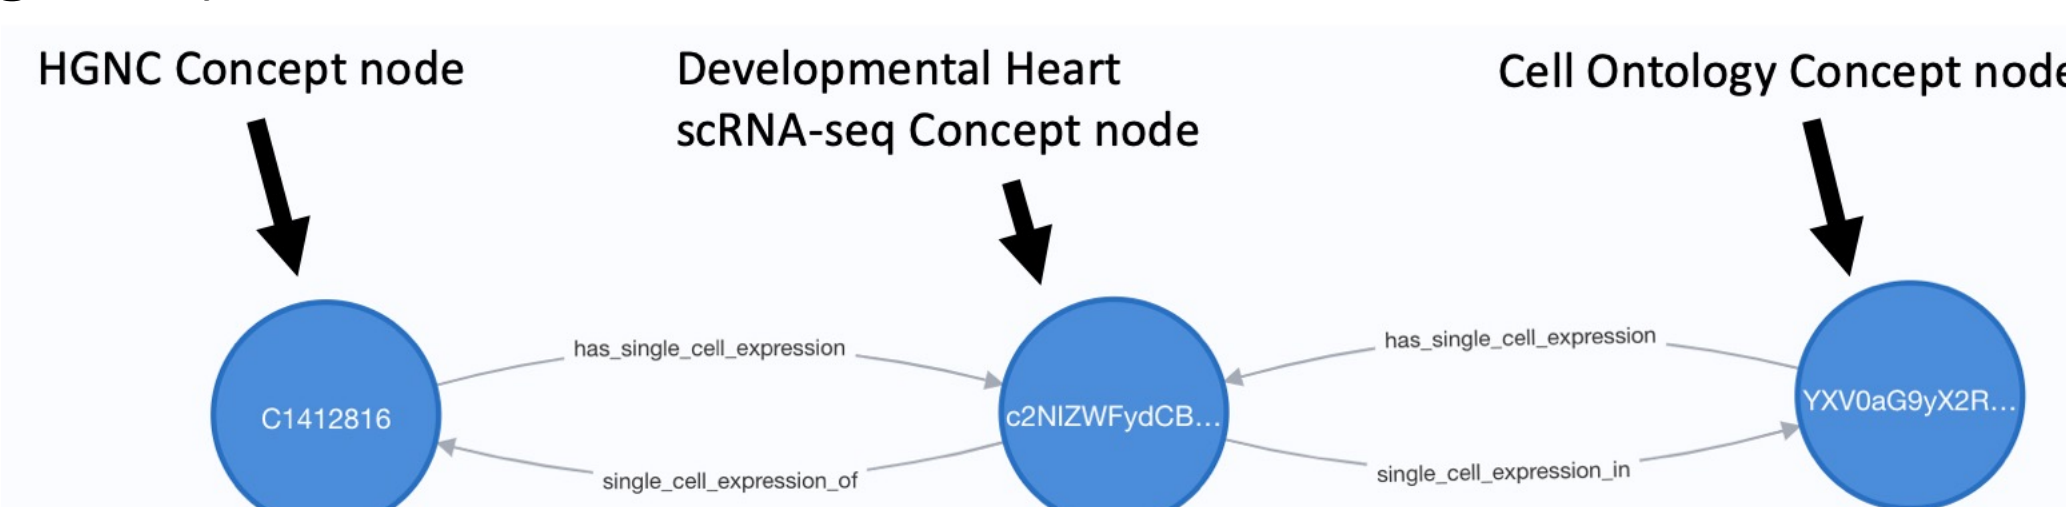 HGNC Concept node
Developmental Heart
scRNA-seq Concept node
Cell Ontology Concept node
has_single_cell_expression
has_single_cell_expression
C1412816
c2NlZWFydCB...
YXV0aG9yX2R...
single_cell_expression_of
single_cell_expression_in